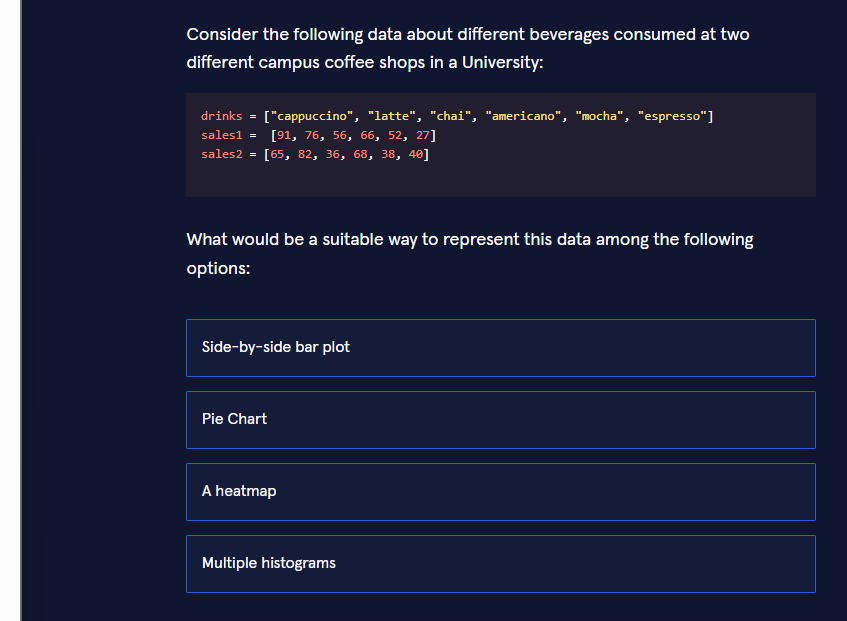 Consider the following data about different beverages consumed at two
different campus coffee shops in a University:
drinks = ["cappuccino", "latte", "chai", "americano", "mocha", "espresso"]
sales1 =  [91, 76, 56, 66, 52, 27]
sales2 = [65, 82, 36, 68, 38, 40]
What would be a suitable way to represent this data among the following
options:
Side-by-side bar plot
Pie Chart
A heatmap
Multiple histograms